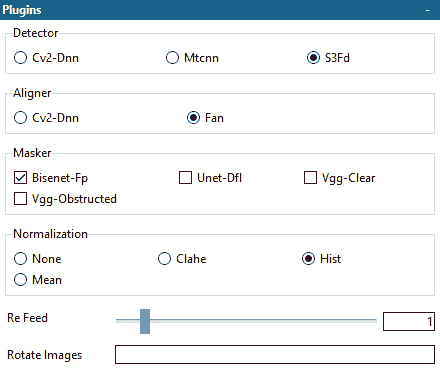 Plugins -
Detector
Cv2-Dnn Mtcnn S3Fd
Aligner
Cv2-Dnn Fan
Masker
Bisenet-Fp Unet-Dfl Vgg-Clear
Vgg-Obstructed
Normalization
None Clahe Hist
Mean
Re Feed 1
Rotate Images